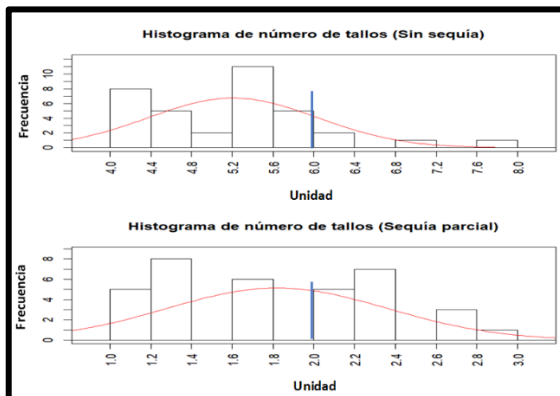 Histograma de número de tallos (Sin sequía)
Frecuencia
0 2 4 6 8 10
4.0 4.4 4.8 5.2 5.6 6.0 6.4 6.8 7.2 7.6 8.0
Unidad
Histograma de número de tallos (Sequía parcial)
Frecuencia
0 2 4 6 8
1.0 1.2 1.4 1.6 1.8 2.0 2.2 2.4 2.6 2.8 3.0
Unidad